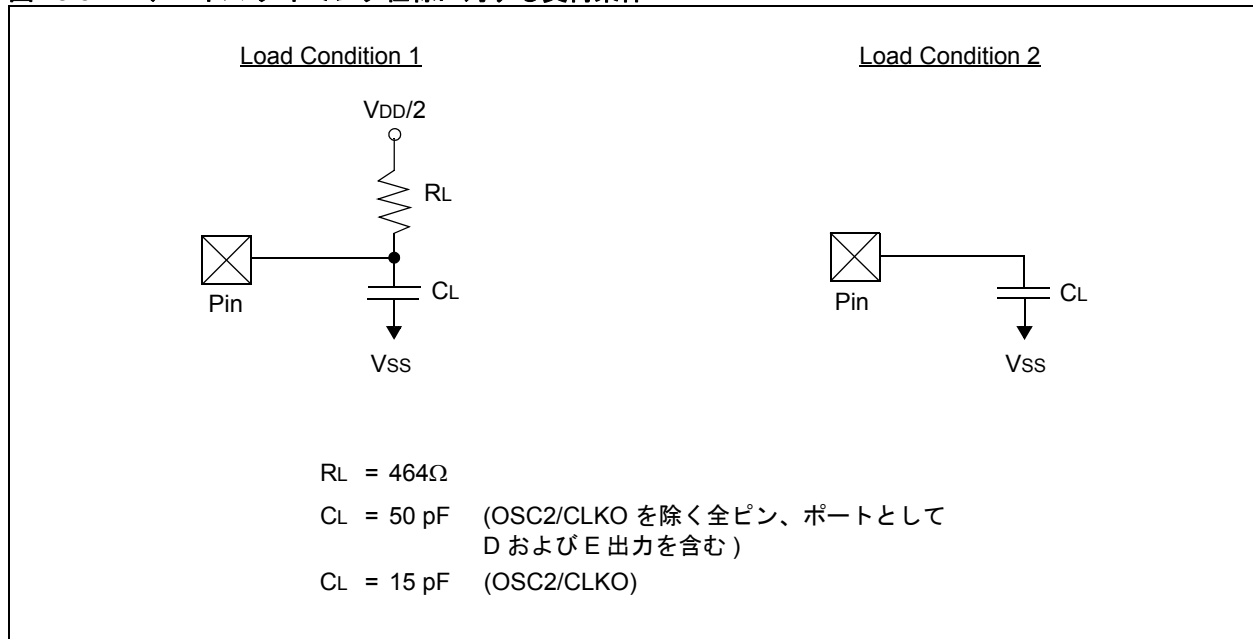 Load Condition 1
Load Condition 2
VDD/2
RL
CL
Pin
VSS
Pin
CL
VSS
RL = 464Ω
CL = 50 pF (OSC2/CLKO を除く全ピン、ポートとして
D および E 出力を含む )
CL = 15 pF (OSC2/CLKO)